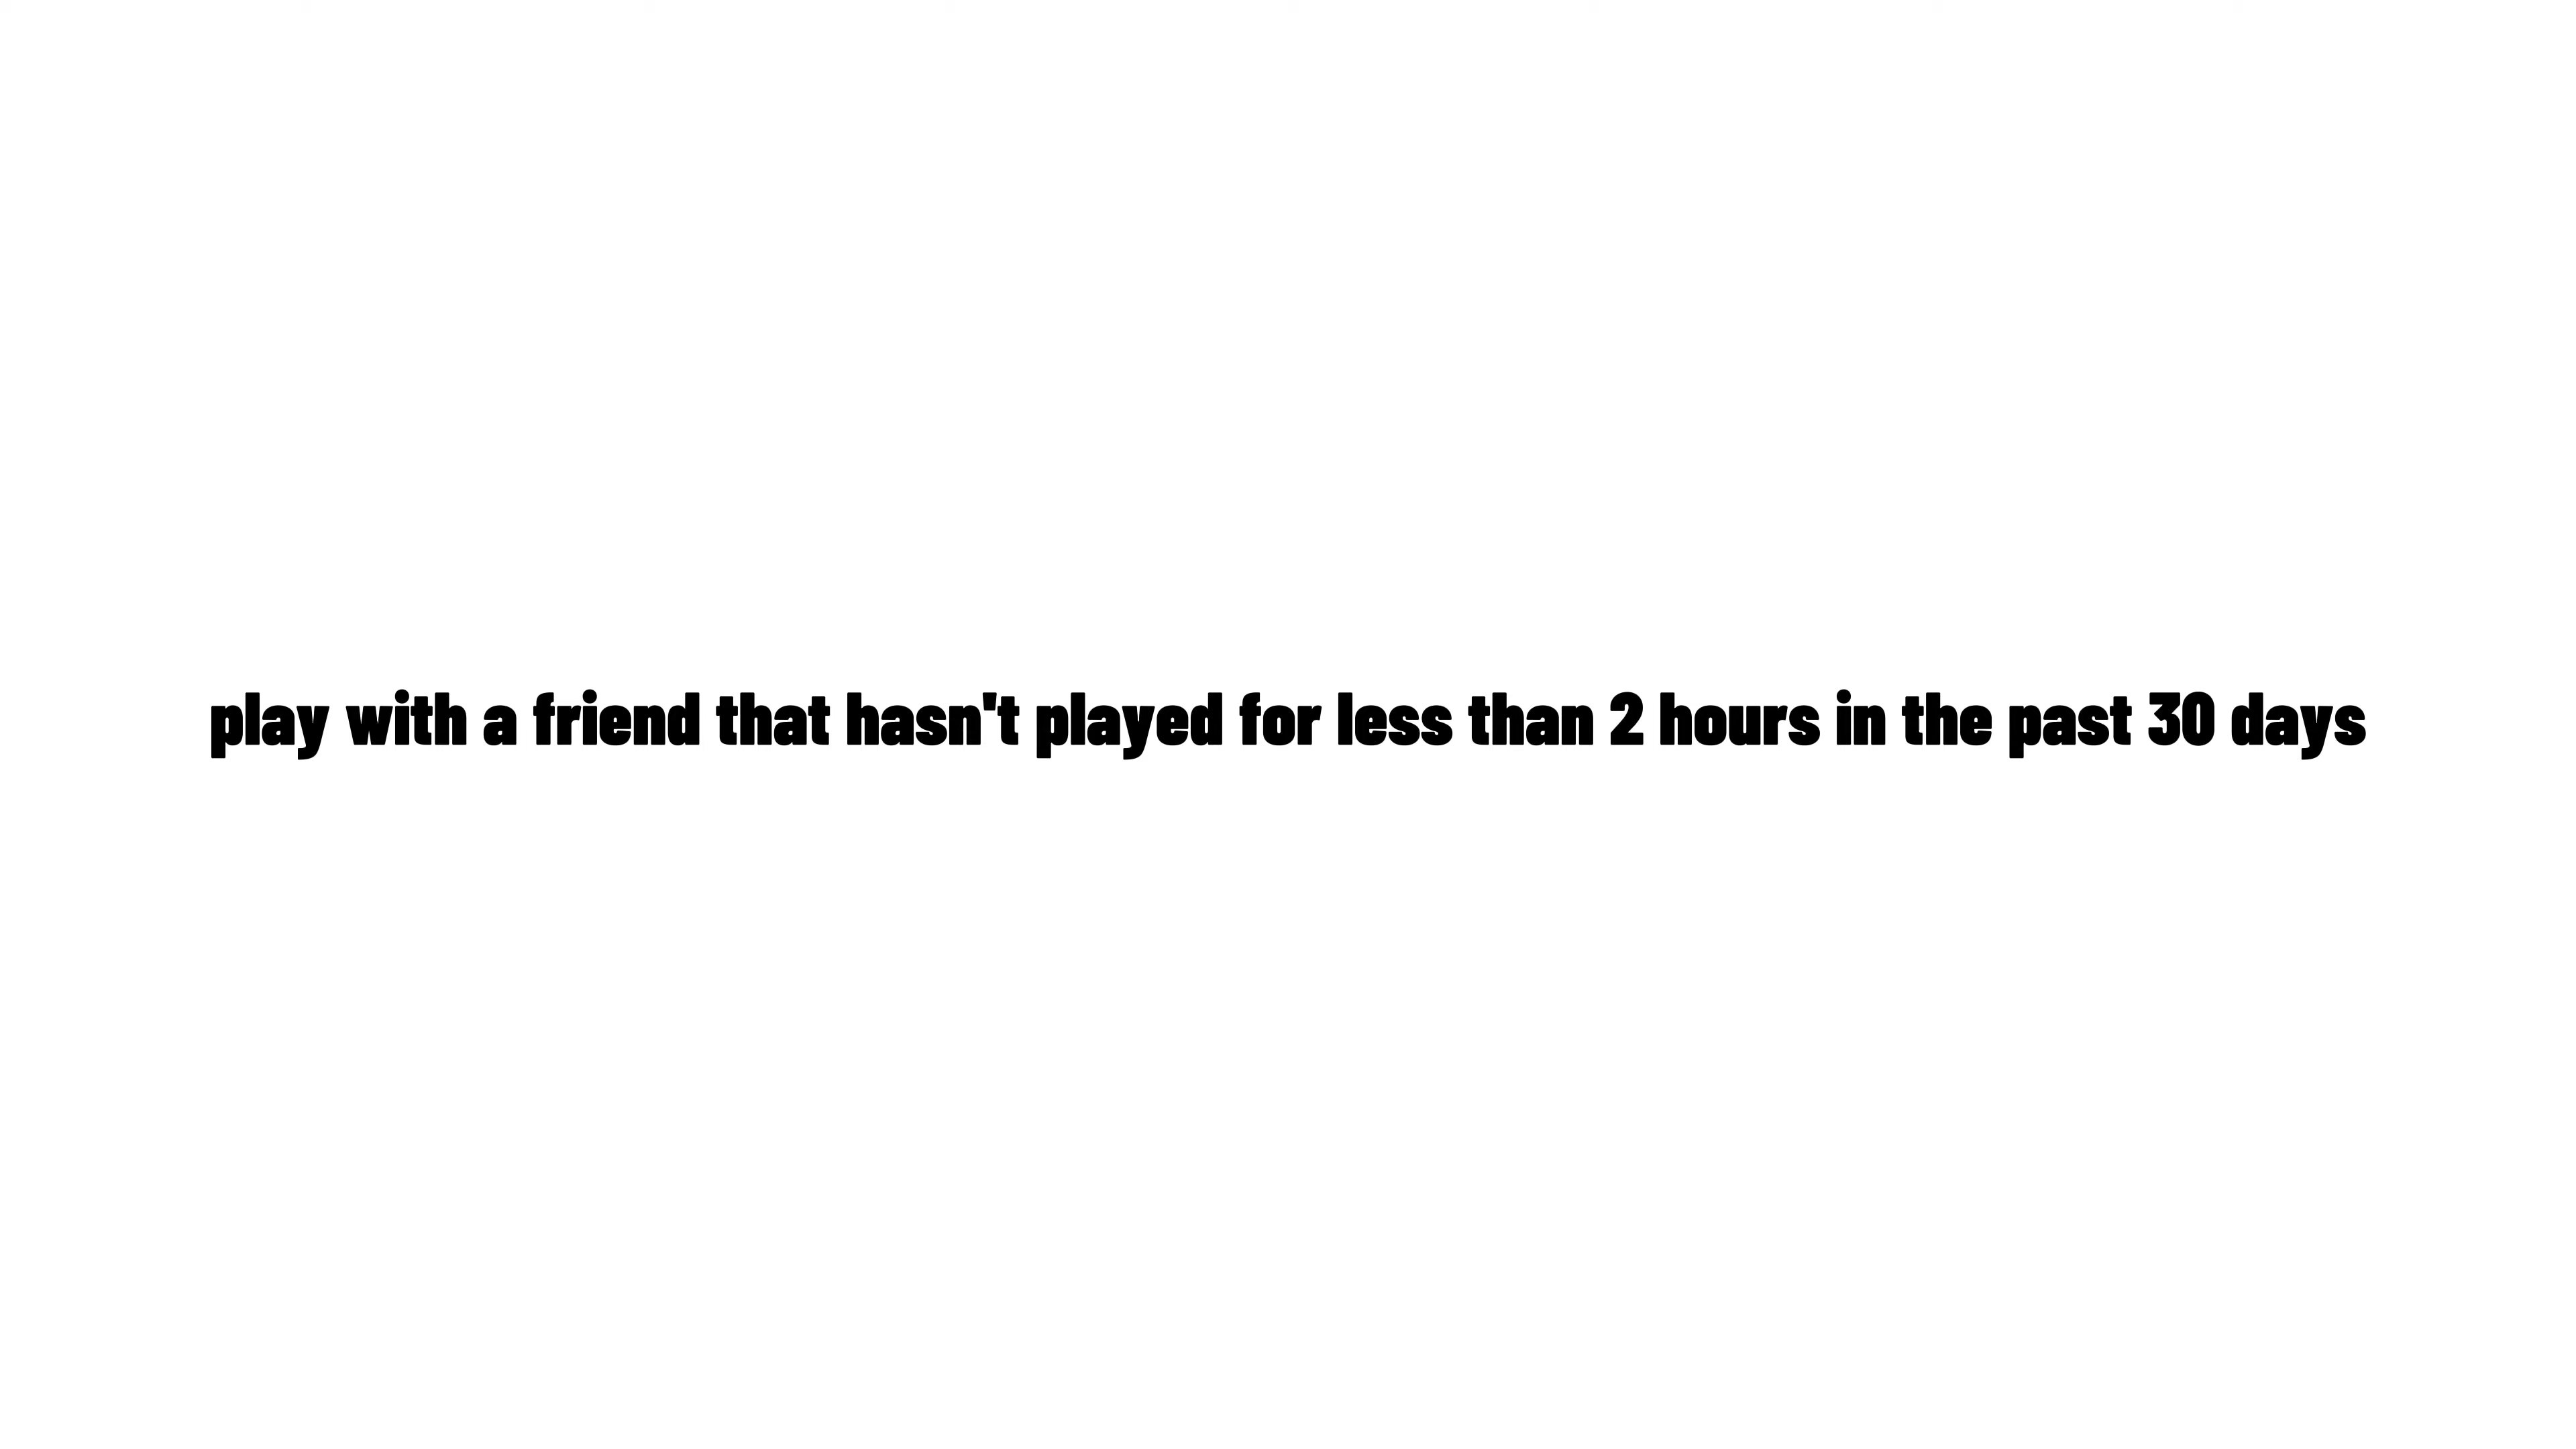 play with a friend that hasn't played for less than 2 hours in the past 30 days